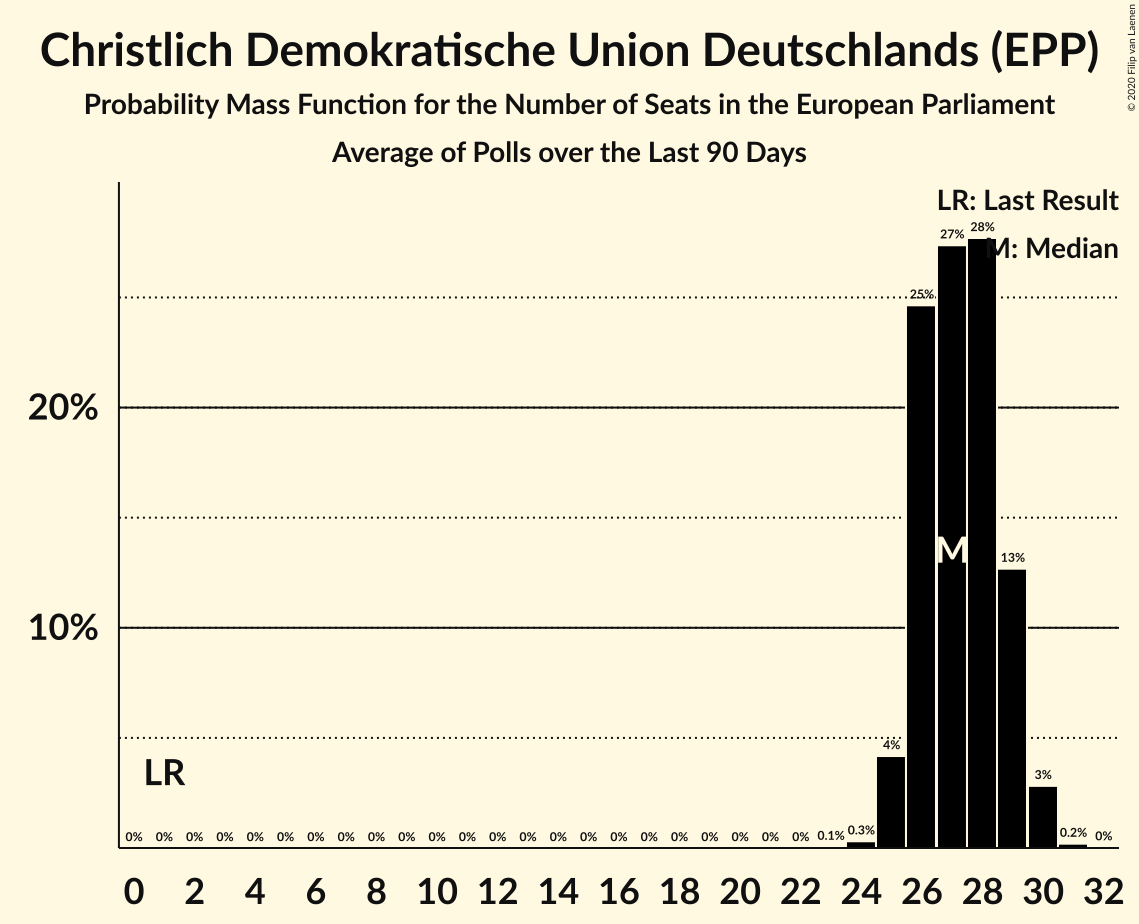 Christlich Demokratische Union Deutschlands (EPP)
Probability Mass Function for the Number of Seats in the European Parliament
Average of Polls over the Last 90 Days
© 2020 Filip van Laenen
LR: Last Result
M: Median
28%
27%
25%
20%
M
13%
10%
4%
LR
3%
0% 0% 0% 0% 0% 0% 0% 0% 0% 0% 0% 0% 0% 0% 0% 0% 0% 0% 0% 0% 0% 0% 0% 0.1% 0.3% 0.2% 0%
0 2 4 6 8 10 12 14 16 18 20 22 24 26 28 30 32